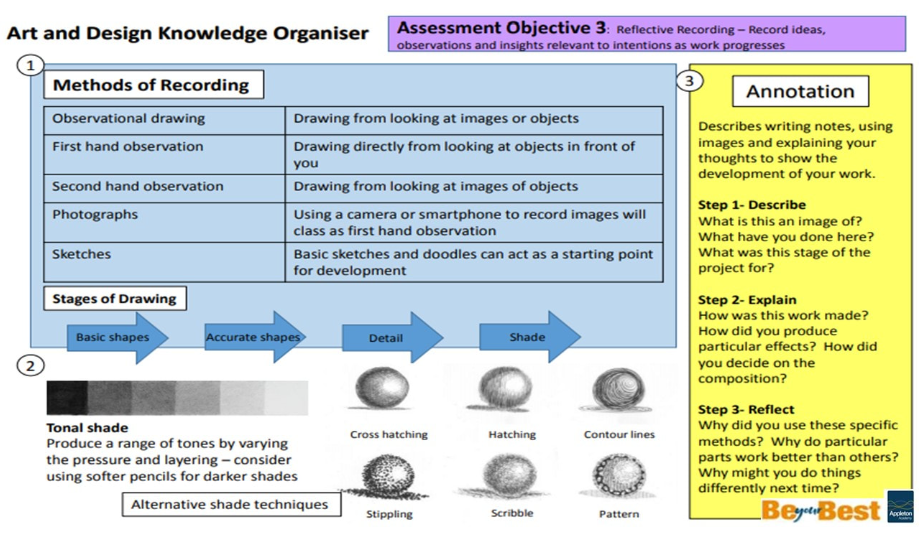 Art and Design Knowledge Organiser
Assessment Objective 3: Reflective Recording – Record ideas,
observations and insights relevant to intentions as work progresses
1
Methods of Recording
Observational drawing
Drawing from looking at images or objects
First hand observation
Drawing directly from looking at objects in front of
you
Second hand observation
Drawing from looking at images of objects
Photographs
Using a camera or smartphone to record images will
class as first hand observation
Sketches
Basic sketches and doodles can act as a starting point
for development
Stages of Drawing
Basic shapes
Accurate shapes
Detail
Shade
2
Tonal shade
Produce a range of tones by varying
the pressure and layering – consider
using softer pencils for darker shades
Alternative shade techniques
Cross hatching
Hatching
Contour lines
Stippling
Scribble
Pattern
3
Annotation
Describes writing notes, using
images and explaining your
thoughts to show the
development of your work.
Step 1- Describe
What is this an image of?
What have you done here?
What was this stage of the
project for?
Step 2- Explain
How was this work made?
How did you produce
particular effects? How did
you decide on the
composition?
Step 3- Reflect
Why did you use these specific
methods? Why do particular
parts work better than others?
Why might you do things
differently next time?
Be your Best
Appleton